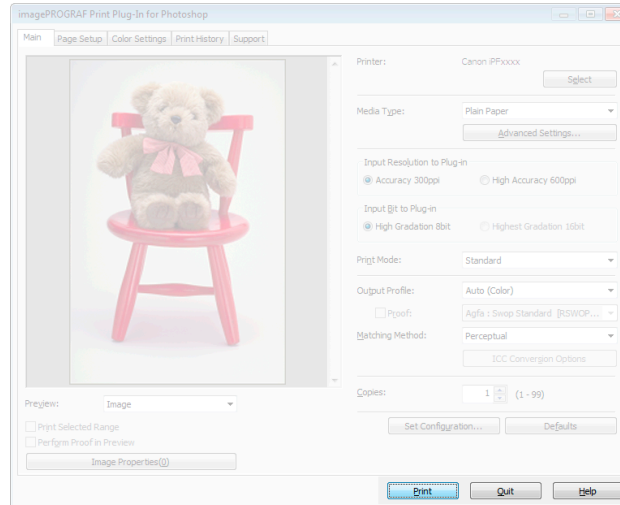 imagePROGRAF Print Plug-In for Photoshop
Main Page Setup Color Settings Print History Support
Printer: Canon iPFxxxx
Select
Media Type: Plain Paper
Advanced Settings...
Input Resolution to Plug-in
Accuracy 300ppi High Accuracy 600ppi
Input Bit to Plug-in
High Gradation 8bit Highest Gradation 16bit
Print Mode: Standard
Output Profile: Auto (Color)
Proof: Agfa : Swop Standard [RSWOP...
Matching Method: Perceptual
ICC Conversion Options
Copies: 1 (1 - 99)
Preview: Image
Print Selected Range
Set Configuration... Defaults
Perform Proof in Preview
Image Properties(0)
Print Quit Help